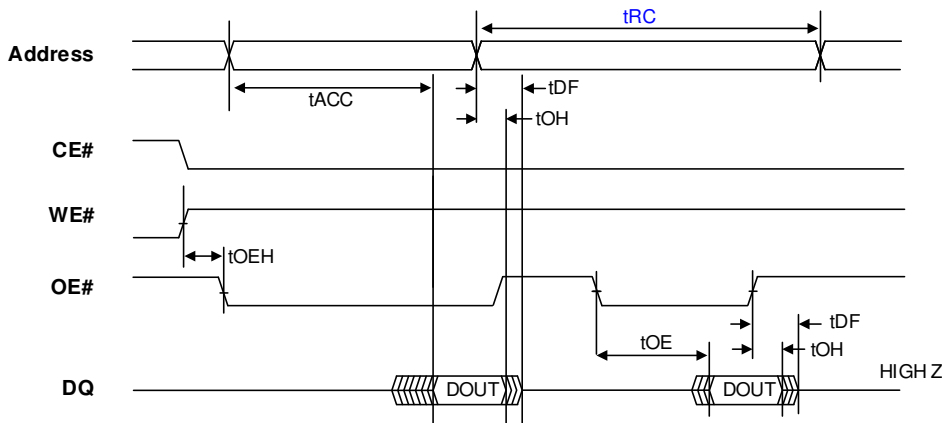 tRC
Address
tACC
tDF
tOH
CE#
WE#
tOEH
OE#
tDF
tOE
tOH
HIGH Z
DQ
DOUT
DOUT